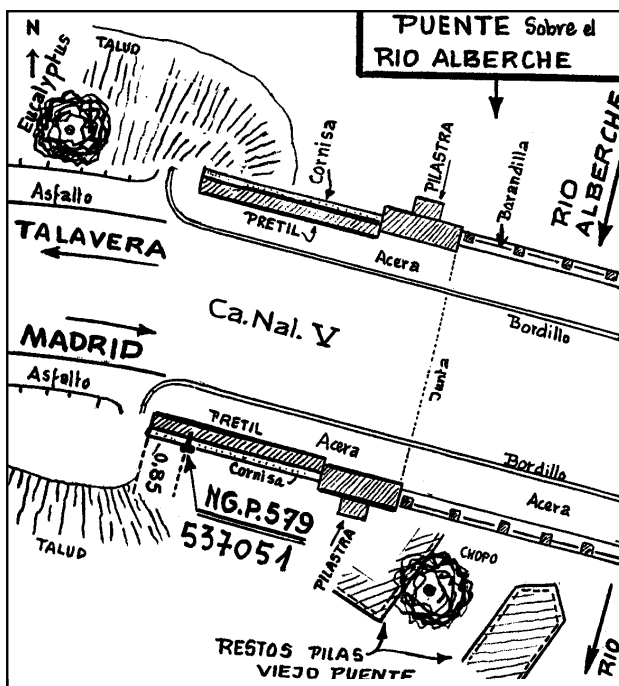 PUENTE Sobre el
RIO ALBERCHE
N
Eucalyptus
TALUD
Cornisa
PILASTRA
Barandilla
RIO
ALBERCHE
Asfalto
PRETIL
TALAVERA
Acera
Ca.Nal. V
Bordillo
MADRID
Junta
Asfalto
PRETIL
Acera
Bordillo
0.85
Cornisa
Acera
NG.P.579
537051
TALUD
PILASTRA
CHOPO
RESTOS PILAS
VIEJO PUENTE
RIO